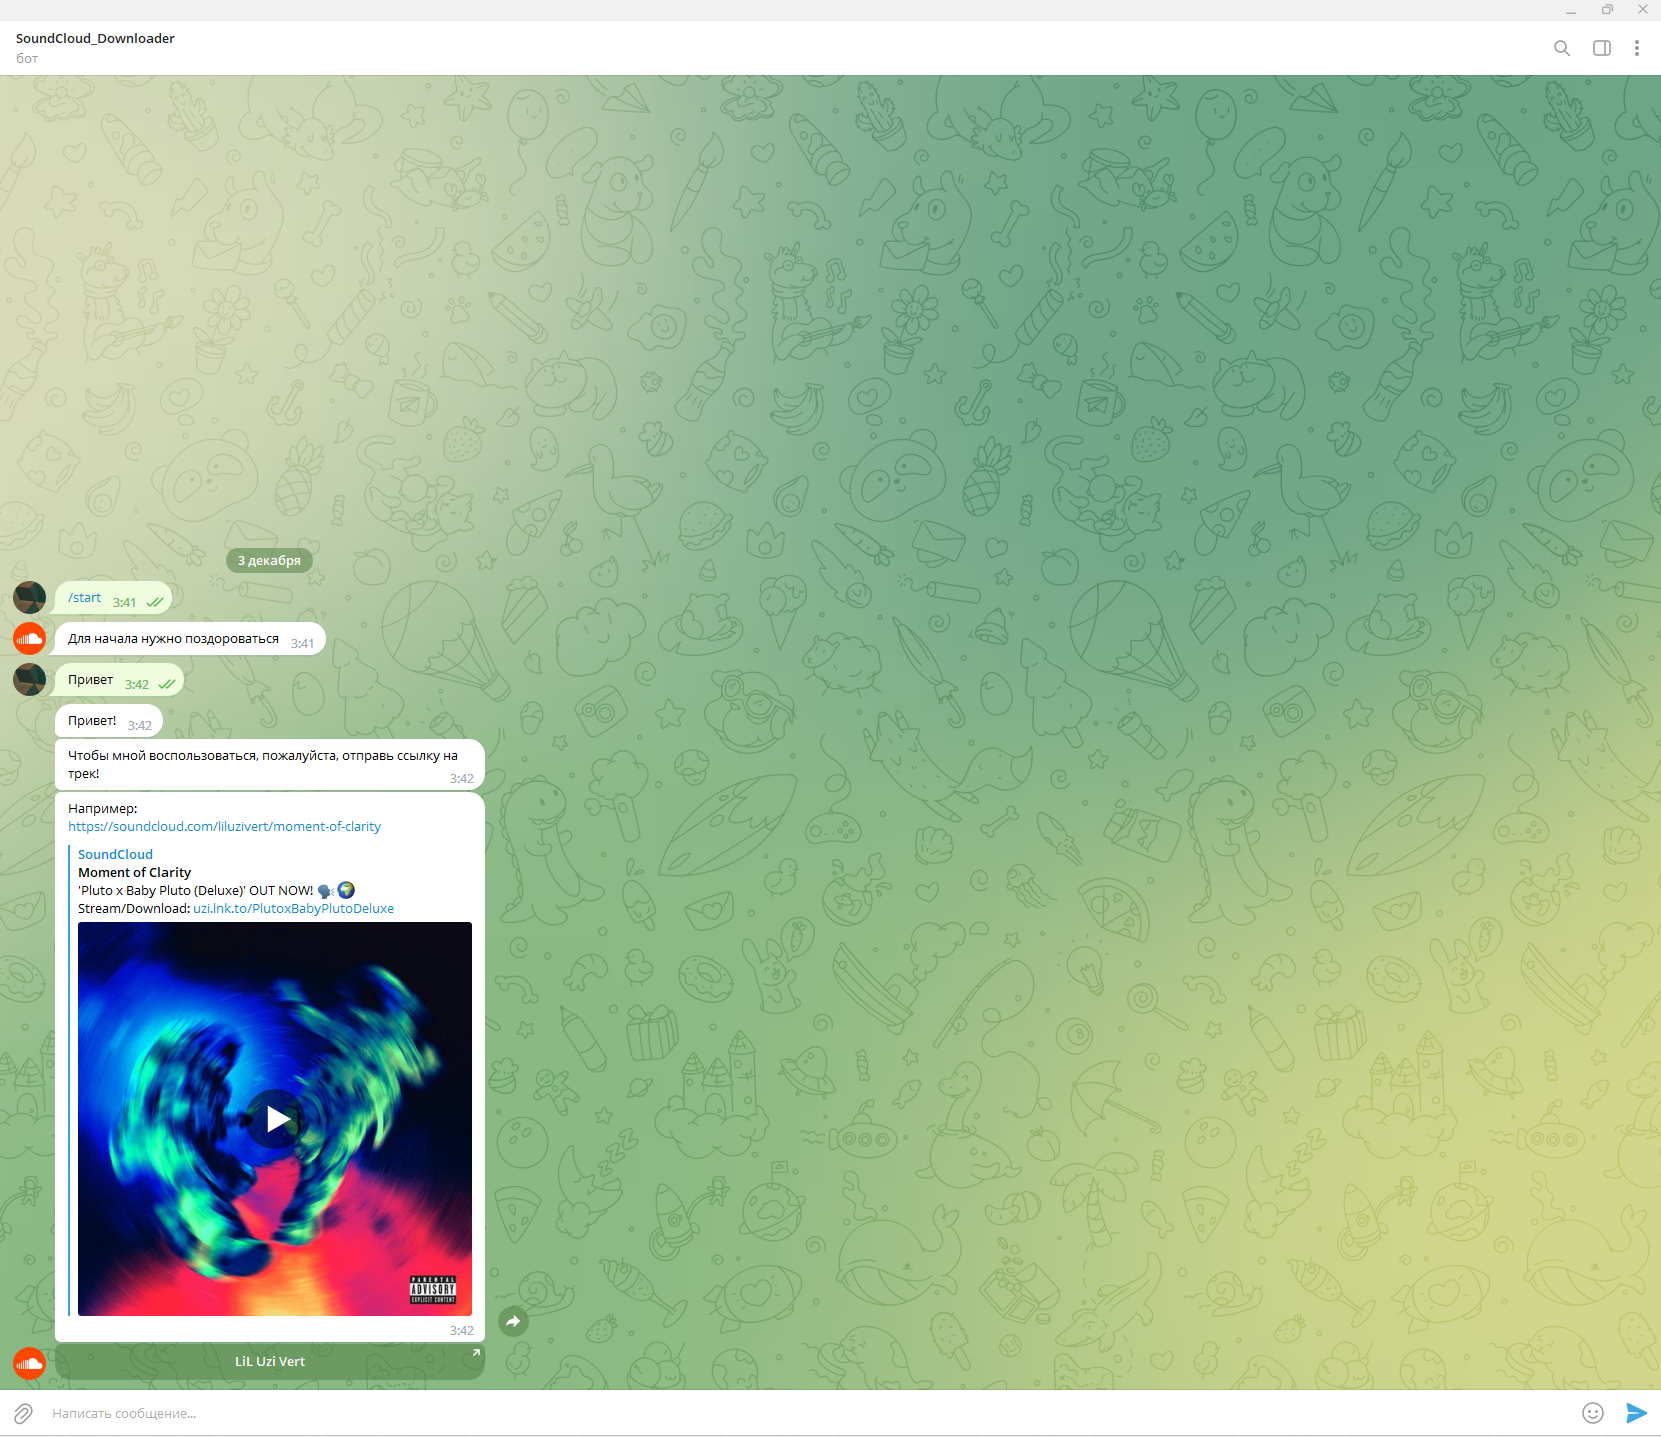 SoundCloud_Downloader
бот
3 декабря
/start 3:41
Для начала нужно поздороваться 3:41
Привет 3:42
Привет! 3:42
Чтобы мной воспользоваться, пожалуйста, отправь ссылку на
трек! 3:42
Например:
https://soundcloud.com/liluzivert/moment-of-clarity
SoundCloud
Moment of Clarity
'Pluto x Baby Pluto (Deluxe)' OUT NOW! 🗣️🌍
Stream/Download: uzi.lnk.to/PlutoxBabyPlutoDeluxe
PARENTAL
ADVISORY
EXPLICIT CONTENT
3:42
LiL Uzi Vert
Написать сообщение...